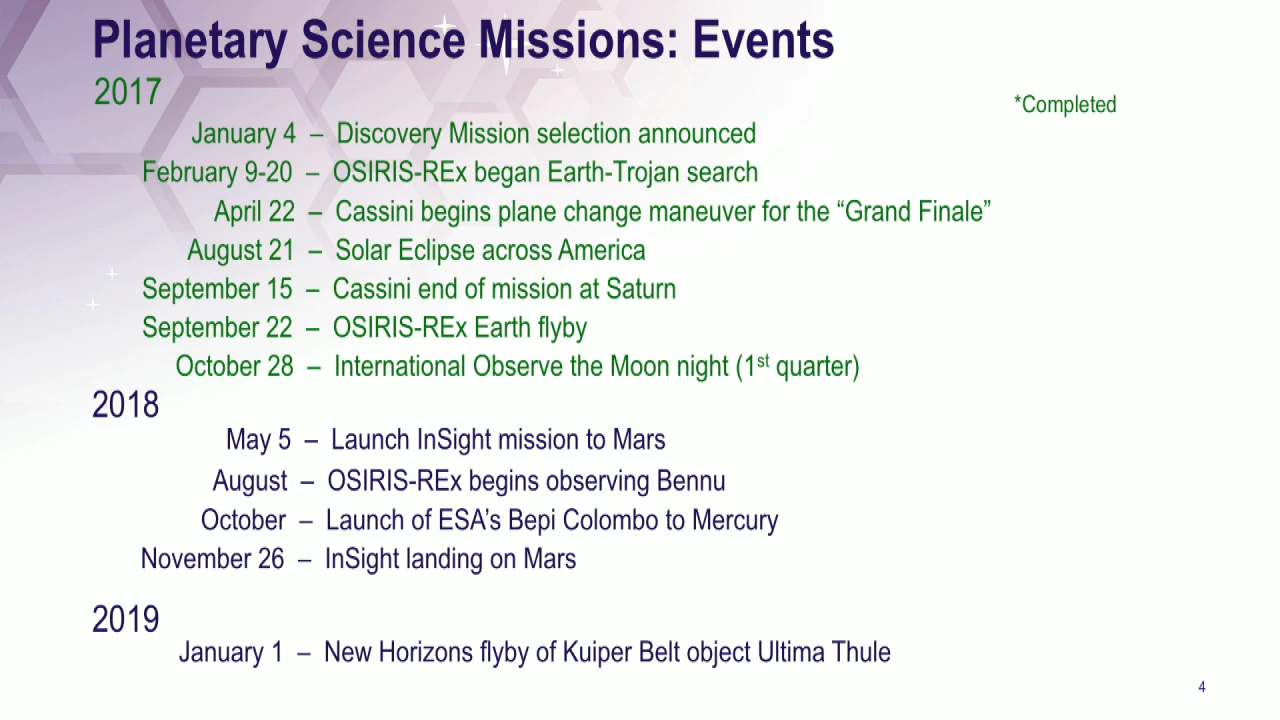 Planetary Science Missions: Events
2017
*Completed
January 4 – Discovery Mission selection announced
February 9-20 – OSIRIS-REx began Earth-Trojan search
April 22 – Cassini begins plane change maneuver for the “Grand Finale”
August 21 – Solar Eclipse across America
September 15 – Cassini end of mission at Saturn
September 22 – OSIRIS-REx Earth flyby
October 28 – International Observe the Moon night (1st quarter)
2018
May 5 – Launch InSight mission to Mars
August – OSIRIS-REx begins observing Bennu
October – Launch of ESA’s Bepi Colombo to Mercury
November 26 – InSight landing on Mars
2019
January 1 – New Horizons flyby of Kuiper Belt object Ultima Thule
4